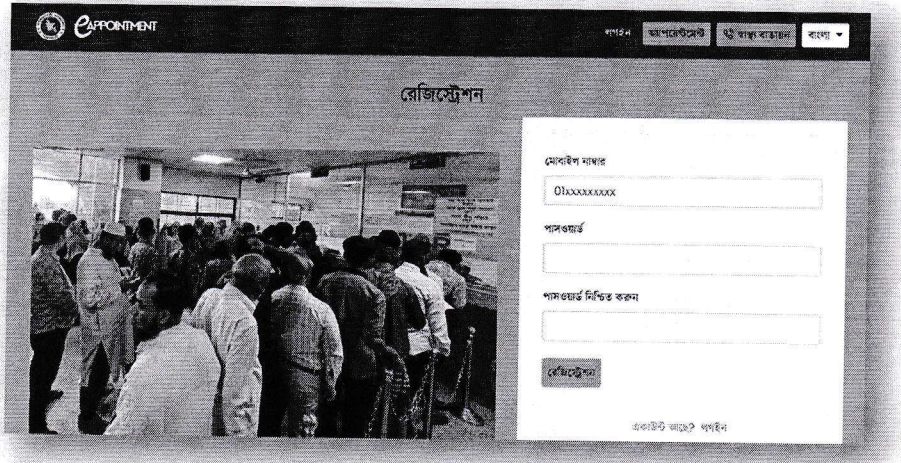 eAPPOINTMENT
লগইন
অ্যাপয়েন্টমেন্ট
স্বাস্থ্য বাতায়ন
বাংলা
রেজিস্ট্রেশন
মোবাইল নাম্বার
01xxxxxxxxx
পাসওয়ার্ড
পাসওয়ার্ড নিশ্চিত করুন
রেজিস্ট্রেশন
একাউন্ট আছে? লগইন